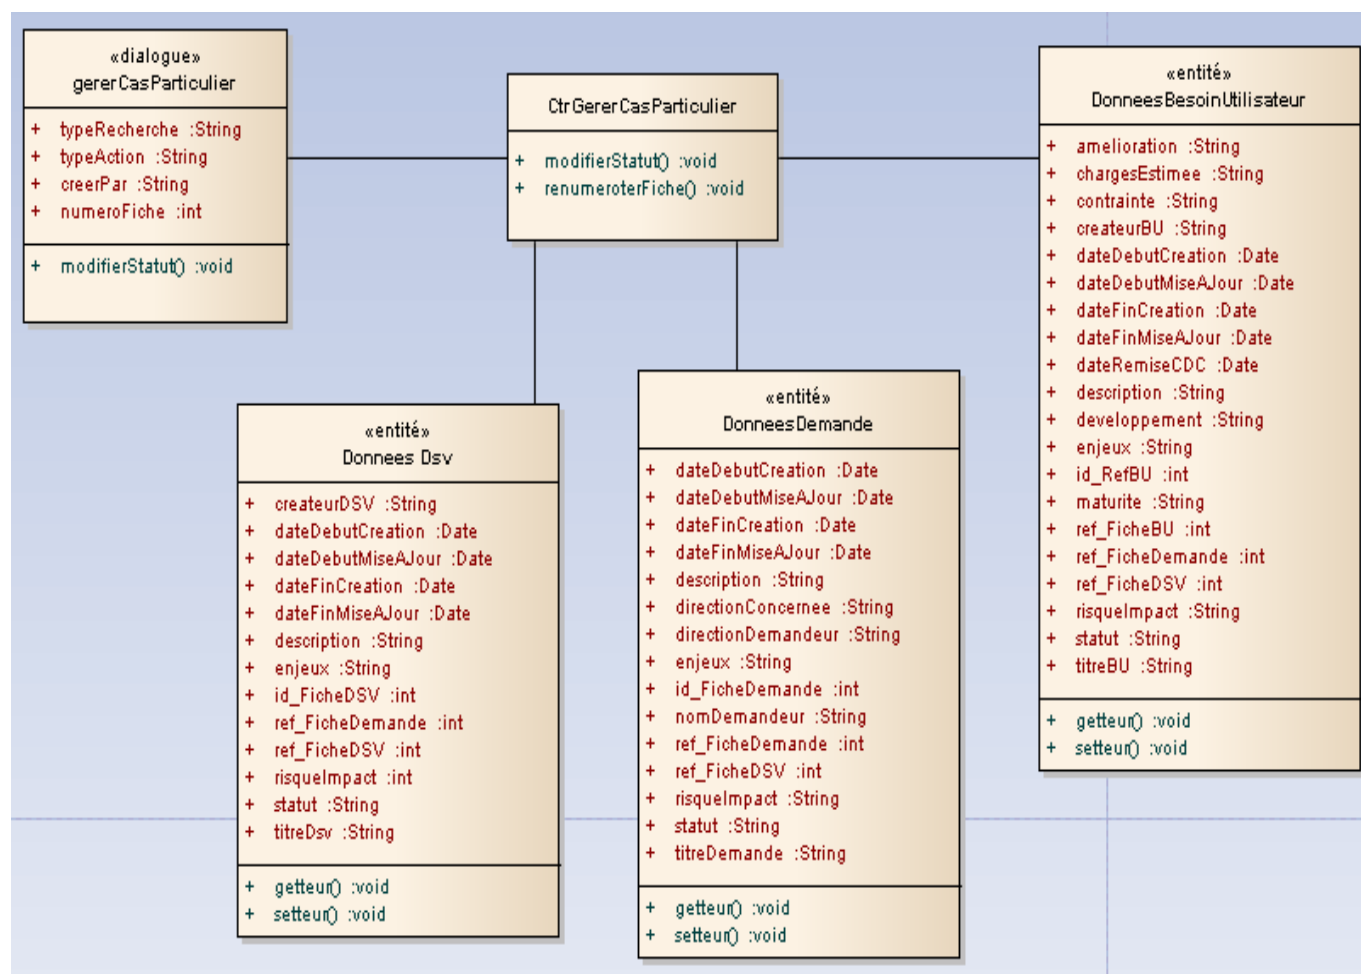 «dialogue»
gererCasParticulier
+ typeRecherche :String
+ typeAction :String
+ creerPar :String
+ numeroFiche :int
+ modifierStatut() :void
CtrGererCasParticulier
+ modifierStatut() :void
+ renumeroterFiche() :void
«entité»
DonneesBesoinUtilisateur
+ amelioration :String
+ chargesEstimee :String
+ contrainte :String
+ createurBU :String
+ dateDebutCreation :Date
+ dateDebutMiseAJour :Date
+ dateFinCreation :Date
+ dateFinMiseAJour :Date
+ dateRemiseCDC :Date
+ description :String
+ developpement :String
+ enjeux :String
+ id_RefBU :int
+ maturite :String
+ ref_FicheBU :int
+ ref_FicheDemande :int
+ ref_FicheDSV :int
+ risqueImpact :String
+ statut :String
+ titreBU :String
+ getteur() :void
+ setteur() :void
«entité»
Donnees Dsv
+ createurDSV :String
+ dateDebutCreation :Date
+ dateDebutMiseAJour :Date
+ dateFinCreation :Date
+ dateFinMiseAJour :Date
+ description :String
+ enjeux :String
+ id_FicheDSV :int
+ ref_FicheDemande :int
+ ref_FicheDSV :int
+ risqueImpact :int
+ statut :String
+ titreDsv :String
+ getteur() :void
+ setteur() :void
«entité»
DonneesDemande
+ dateDebutCreation :Date
+ dateDebutMiseAJour :Date
+ dateFinCreation :Date
+ dateFinMiseAJour :Date
+ description :String
+ directionConcernee :String
+ directionDemandeur :String
+ enjeux :String
+ id_FicheDemande :int
+ nomDemandeur :String
+ ref_FicheDemande :int
+ ref_FicheDSV :int
+ risqueImpact :String
+ statut :String
+ titreDemande :String
+ getteur() :void
+ setteur() :void